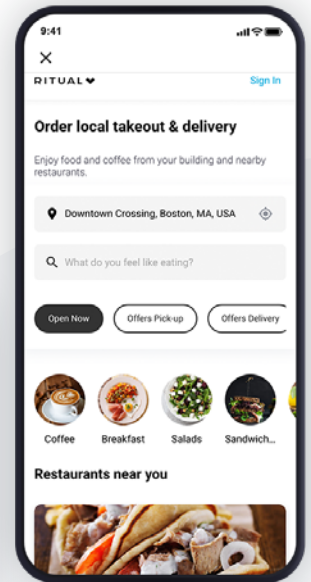 9:41
RITUAL
Sign In
Order local takeout & delivery
Enjoy food and coffee from your building and nearby
restaurants.
Downtown Crossing, Boston, MA, USA
What do you feel like eating?
Open Now
Offers Pick-up
Offers Delivery
Coffee
Breakfast
Salads
Sandwich...
Restaurants near you